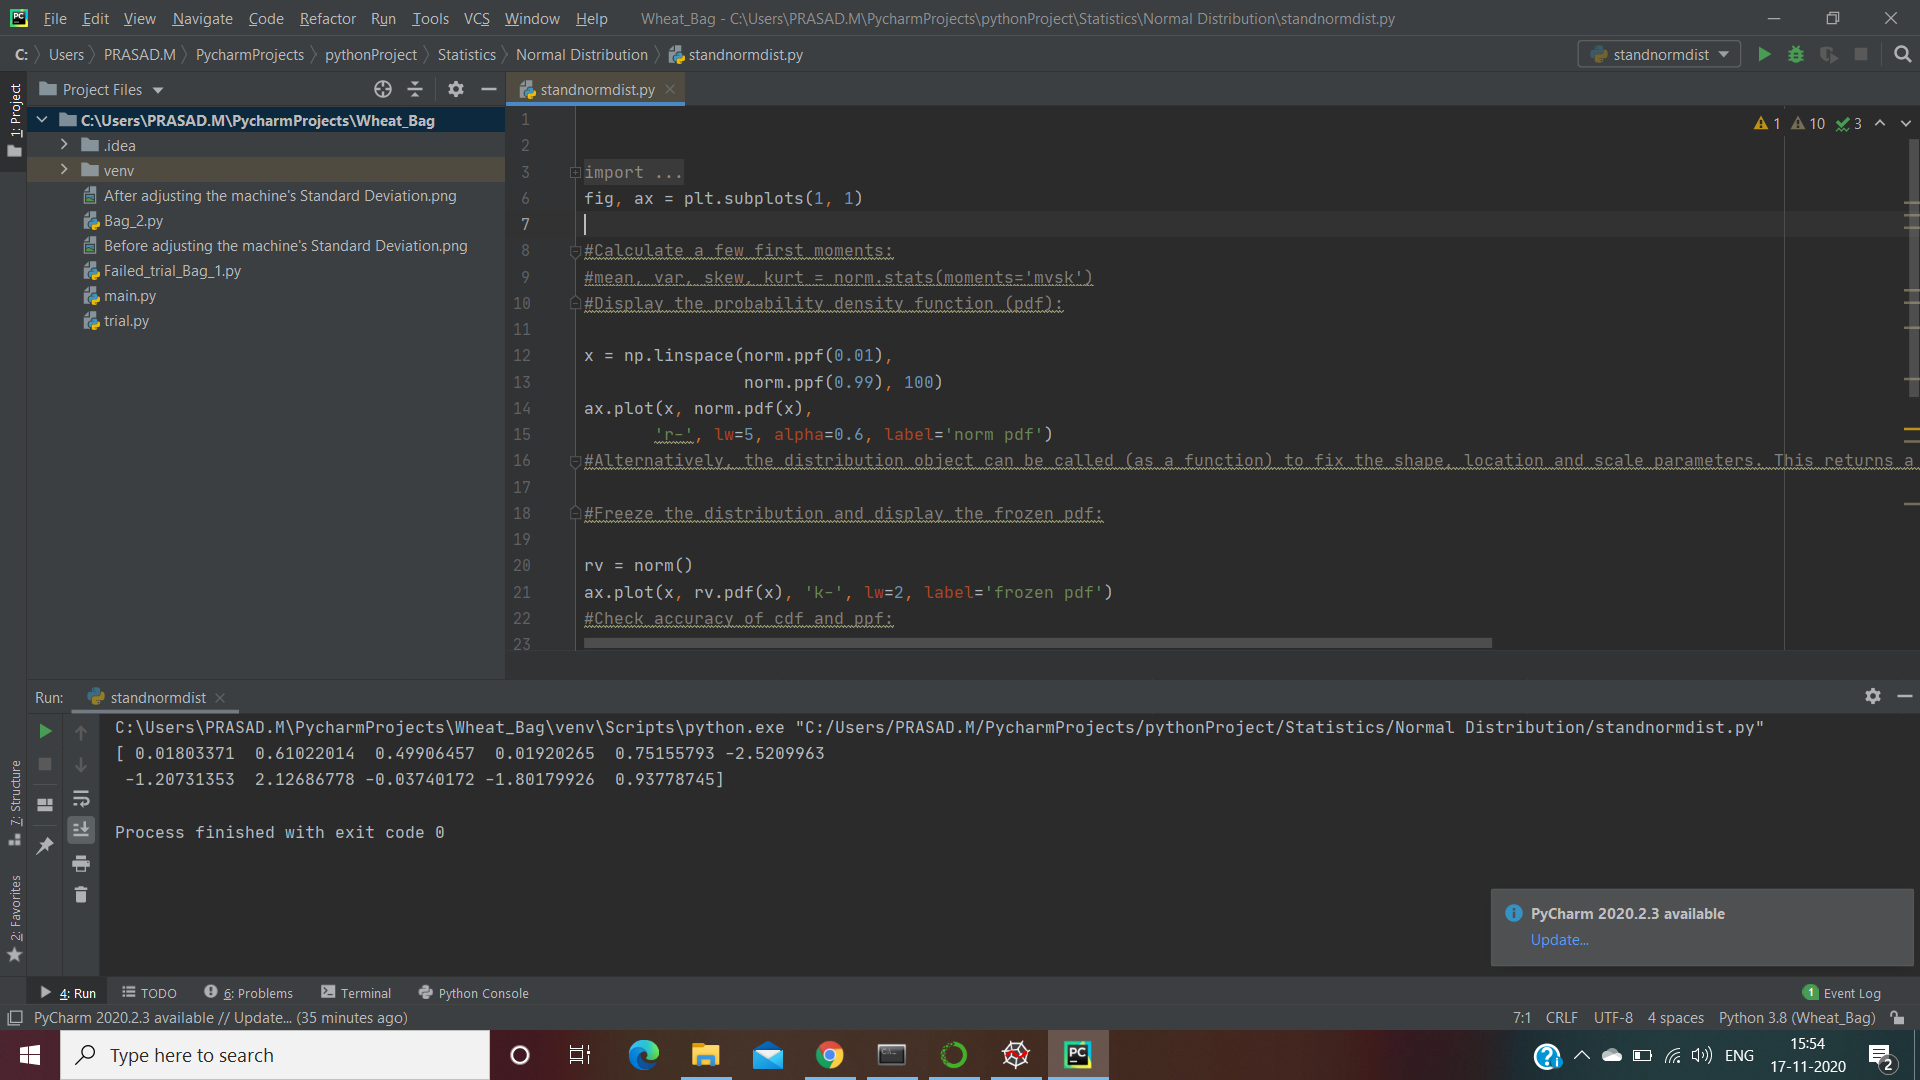 File Edit View Navigate Code Refactor Run Tools VCS Window Help Wheat_Bag - C:\Users\PRASAD.M\PycharmProjects\pythonProject\Statistics\Normal Distribution\standnormdist.py
C: Users PRASAD.M PycharmProjects pythonProject Statistics Normal Distribution standnormdist.py standnormdist
1: Project
Project Files
C:\Users\PRASAD.M\PycharmProjects\Wheat_Bag
.idea
venv
After adjusting the machine's Standard Deviation.png
Bag_2.py
Before adjusting the machine's Standard Deviation.png
Failed_trial_Bag_1.py
main.py
trial.py
standnormdist.py
1 10 3
1
2
3 import ...
6 fig, ax = plt.subplots(1, 1)
7
8 #Calculate a few first moments:
9 #mean, var, skew, kurt = norm.stats(moments='mvsk')
10 #Display the probability density function (pdf):
11
12 x = np.linspace(norm.ppf(0.01),
13 norm.ppf(0.99), 100)
14 ax.plot(x, norm.pdf(x),
15 'r-', lw=5, alpha=0.6, label='norm pdf')
16 #Alternatively, the distribution object can be called (as a function) to fix the shape, location and scale parameters. This returns a
17
18 #Freeze the distribution and display the frozen pdf:
19
20 rv = norm()
21 ax.plot(x, rv.pdf(x), 'k-', lw=2, label='frozen pdf')
22 #Check accuracy of cdf and ppf:
23
Run: standnormdist
C:\Users\PRASAD.M\PycharmProjects\Wheat_Bag\venv\Scripts\python.exe "C:/Users/PRASAD.M/PycharmProjects/pythonProject/Statistics/Normal Distribution/standnormdist.py"
[ 0.01803371 0.61022014 0.49906457 0.01920265 0.75155793 -2.5209963
-1.20731353 2.12686778 -0.03740172 -1.80179926 0.93778745]
Process finished with exit code 0
7: Structure
2: Favorites
PyCharm 2020.2.3 available
Update...
4: Run TODO 6: Problems Terminal Python Console 1 Event Log
PyCharm 2020.2.3 available // Update... (35 minutes ago) 7:1 CRLF UTF-8 4 spaces Python 3.8 (Wheat_Bag)
Type here to search
PC
ENG
15:54
17-11-2020
2